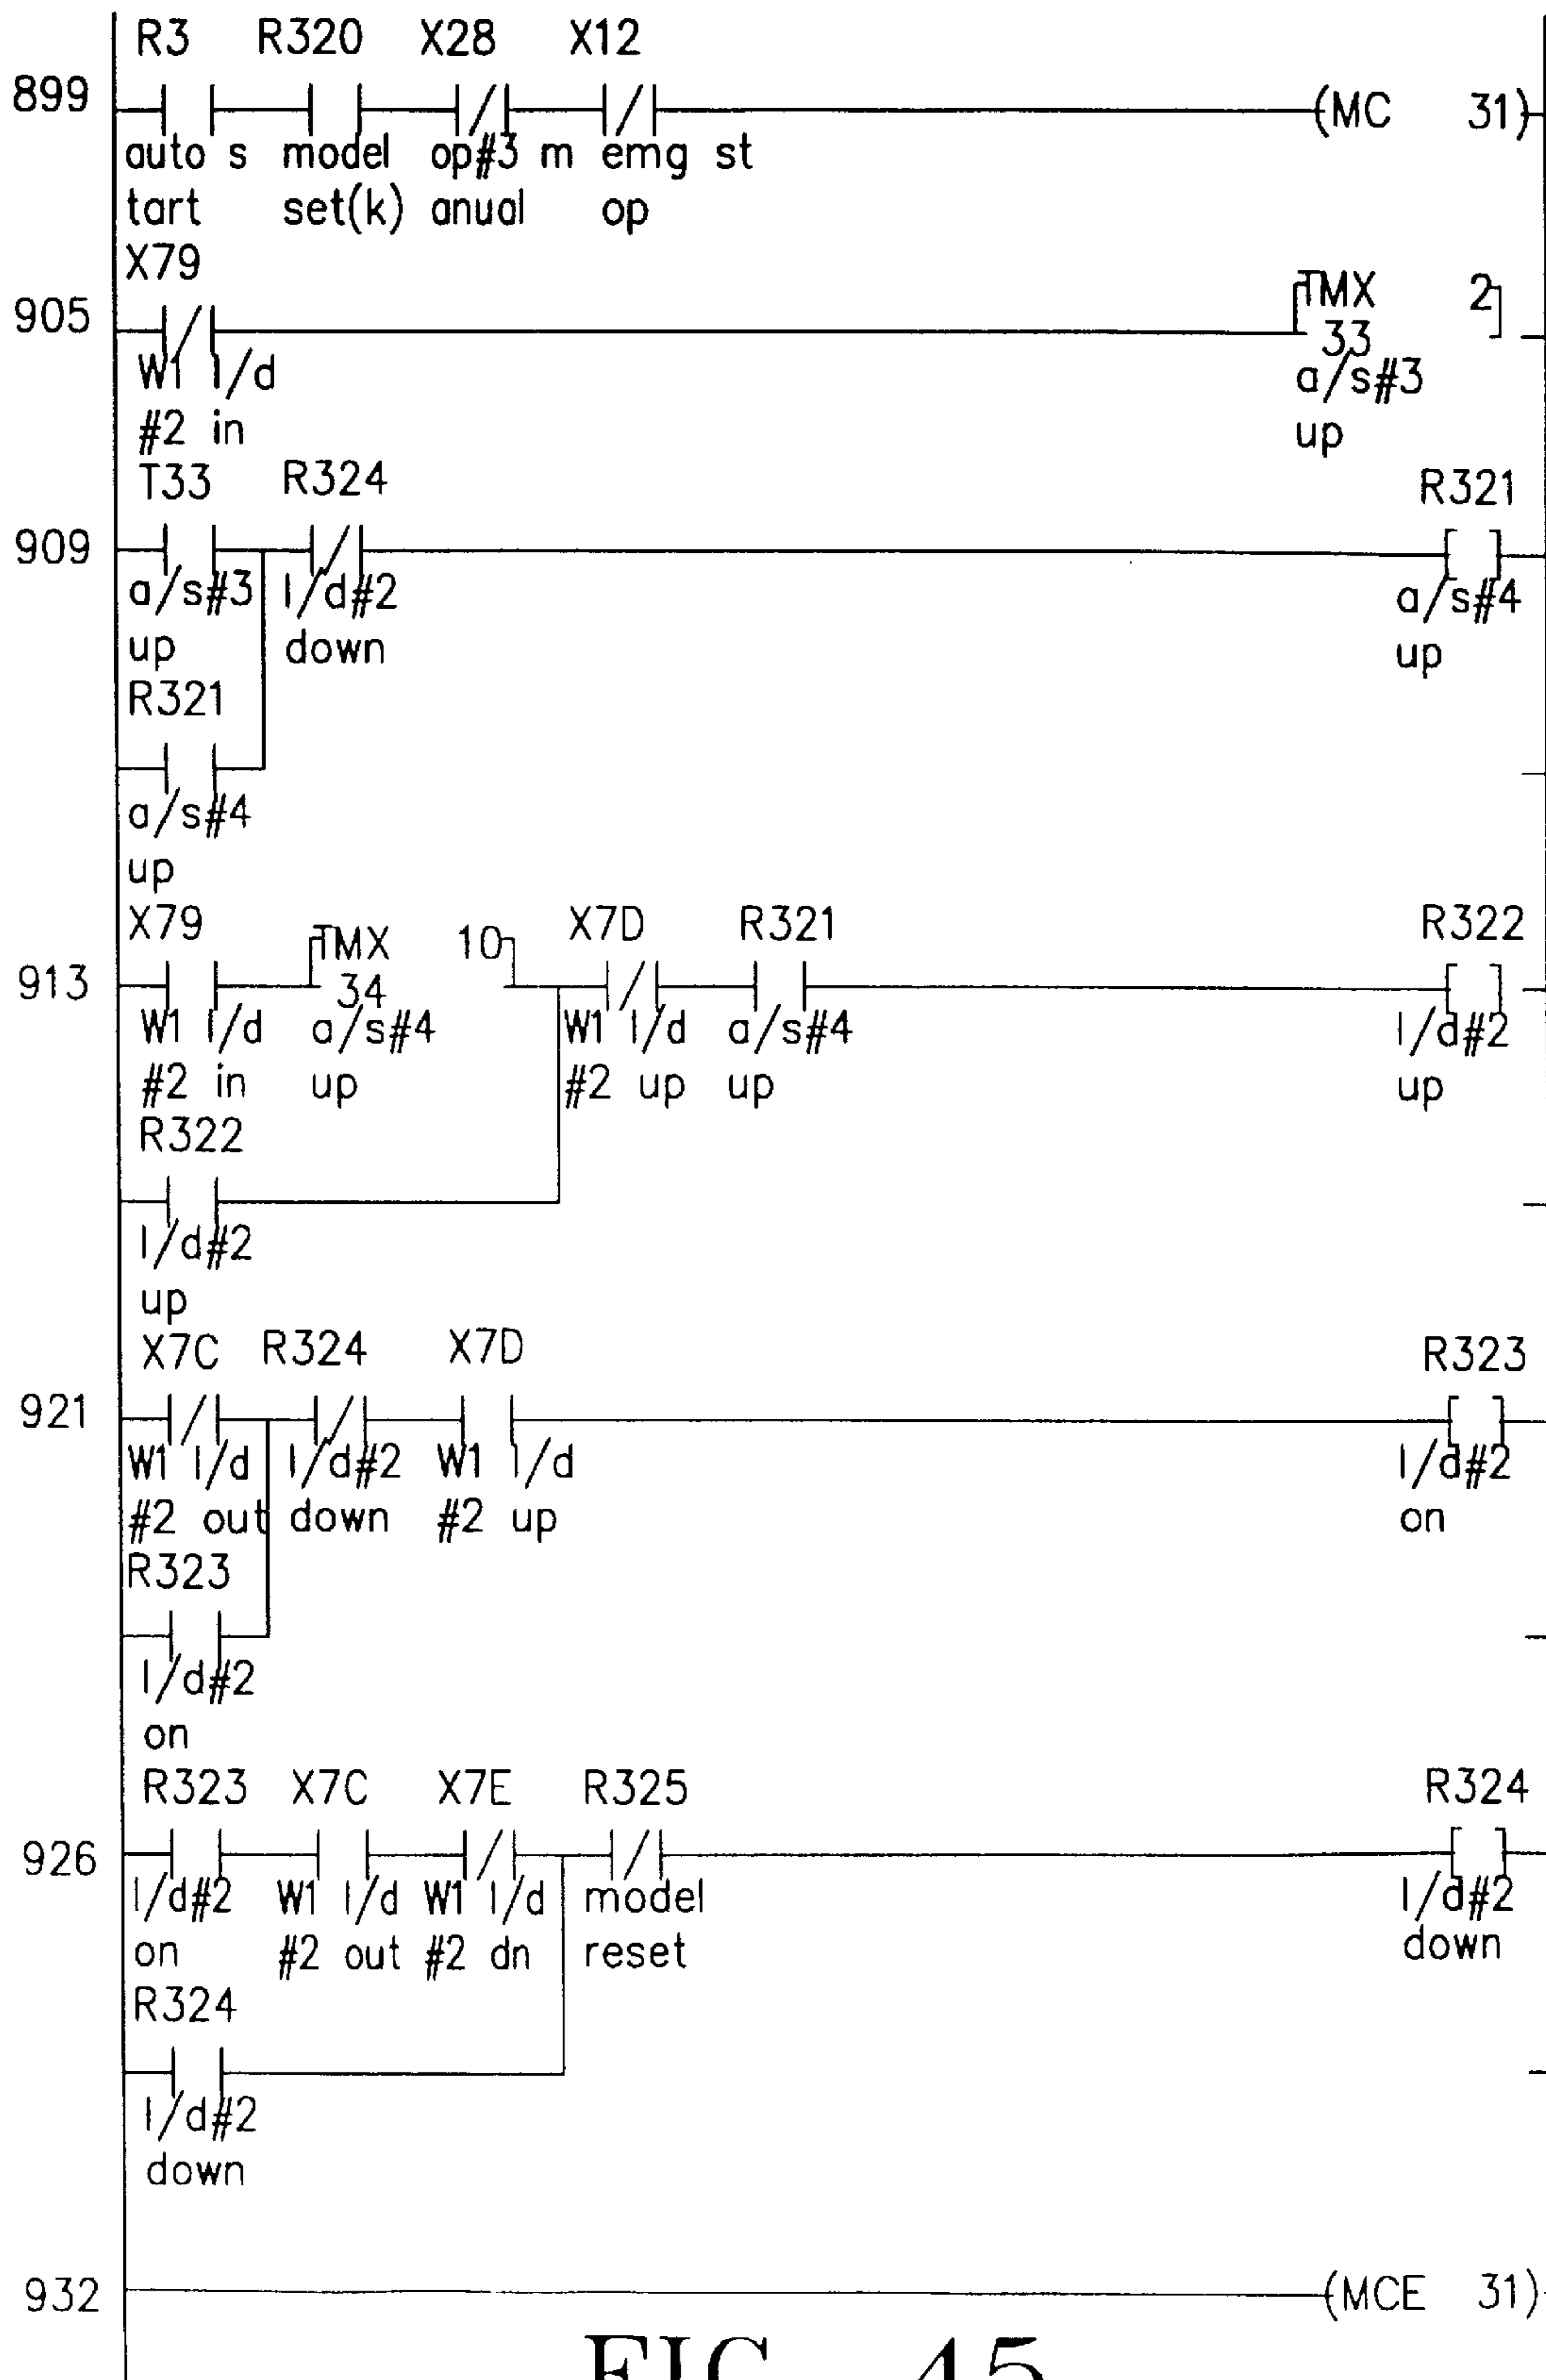 R3 R320 X28 X12
899 (MC 31)
auto s model op#3 m emg st
tart set(k) anual op
X79
905 TMX 2
33
W1 l/d a/s#3
#2 in up
T33 R324 R321
909
a/s#3 l/d#2 a/s#4
up down up
R321
a/s#4
up
X79 TMX 10 X7D R321 R322
913 34
W1 l/d a/s#4 W1 l/d a/s#4 l/d#2
#2 in up #2 up up up
R322
l/d#2
up
X7C R324 X7D R323
921
W1 l/d l/d#2 W1 l/d l/d#2
#2 out down #2 up on
R323
l/d#2
on
R323 X7C X7E R325 R324
926
l/d#2 W1 l/d W1 l/d model l/d#2
on #2 out #2 dn reset down
R324
l/d#2
down
932 (MCE 31)
FIG. 45